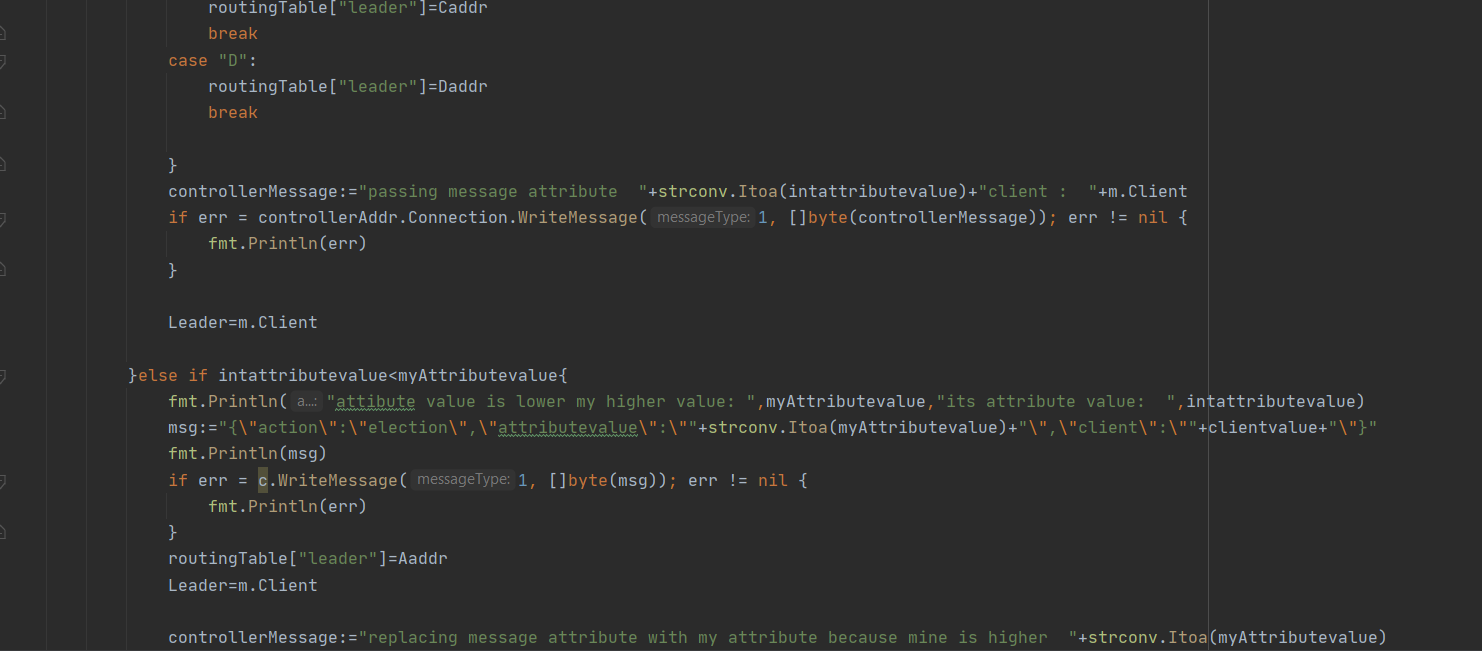 routingTable["leader"]=Caddr
break
case "D":
routingTable["leader"]=Daddr
break
}
controllerMessage:="passing message attribute  "+strconv.Itoa(intattributevalue)+"client :  "+m.Client
if err = controllerAddr.Connection.WriteMessage( messageType: 1, []byte(controllerMessage)); err != nil {
fmt.Println(err)
}
Leader=m.Client
}else if intattributevalue<myAttributevalue{
fmt.Println( a...: "attibute value is lower my higher value: ",myAttributevalue,"its attribute value:  ",intattributevalue)
msg:="{\"action\":\"election\",\"attributevalue\":\""+strconv.Itoa(myAttributevalue)+"\",\"client\":\""+clientvalue+"\"}"
fmt.Println(msg)
if err = c.WriteMessage( messageType: 1, []byte(msg)); err != nil {
fmt.Println(err)
}
routingTable["leader"]=Aaddr
Leader=m.Client
controllerMessage:="replacing message attribute with my attribute because mine is higher  "+strconv.Itoa(myAttributevalue)